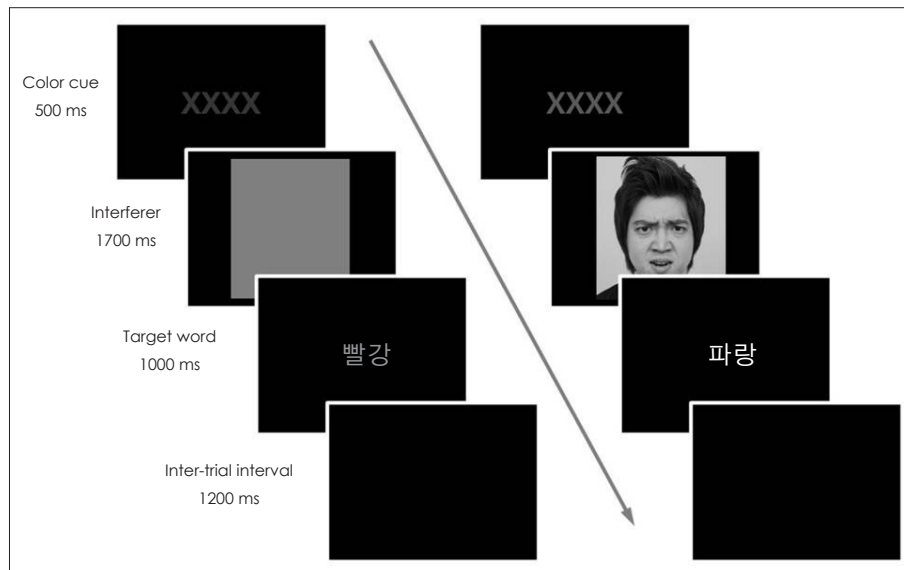 Color cue
500 ms
XXXX
XXXX
Interferer
1700 ms
Target word
1000 ms
빨강
파랑
Inter-trial interval
1200 ms